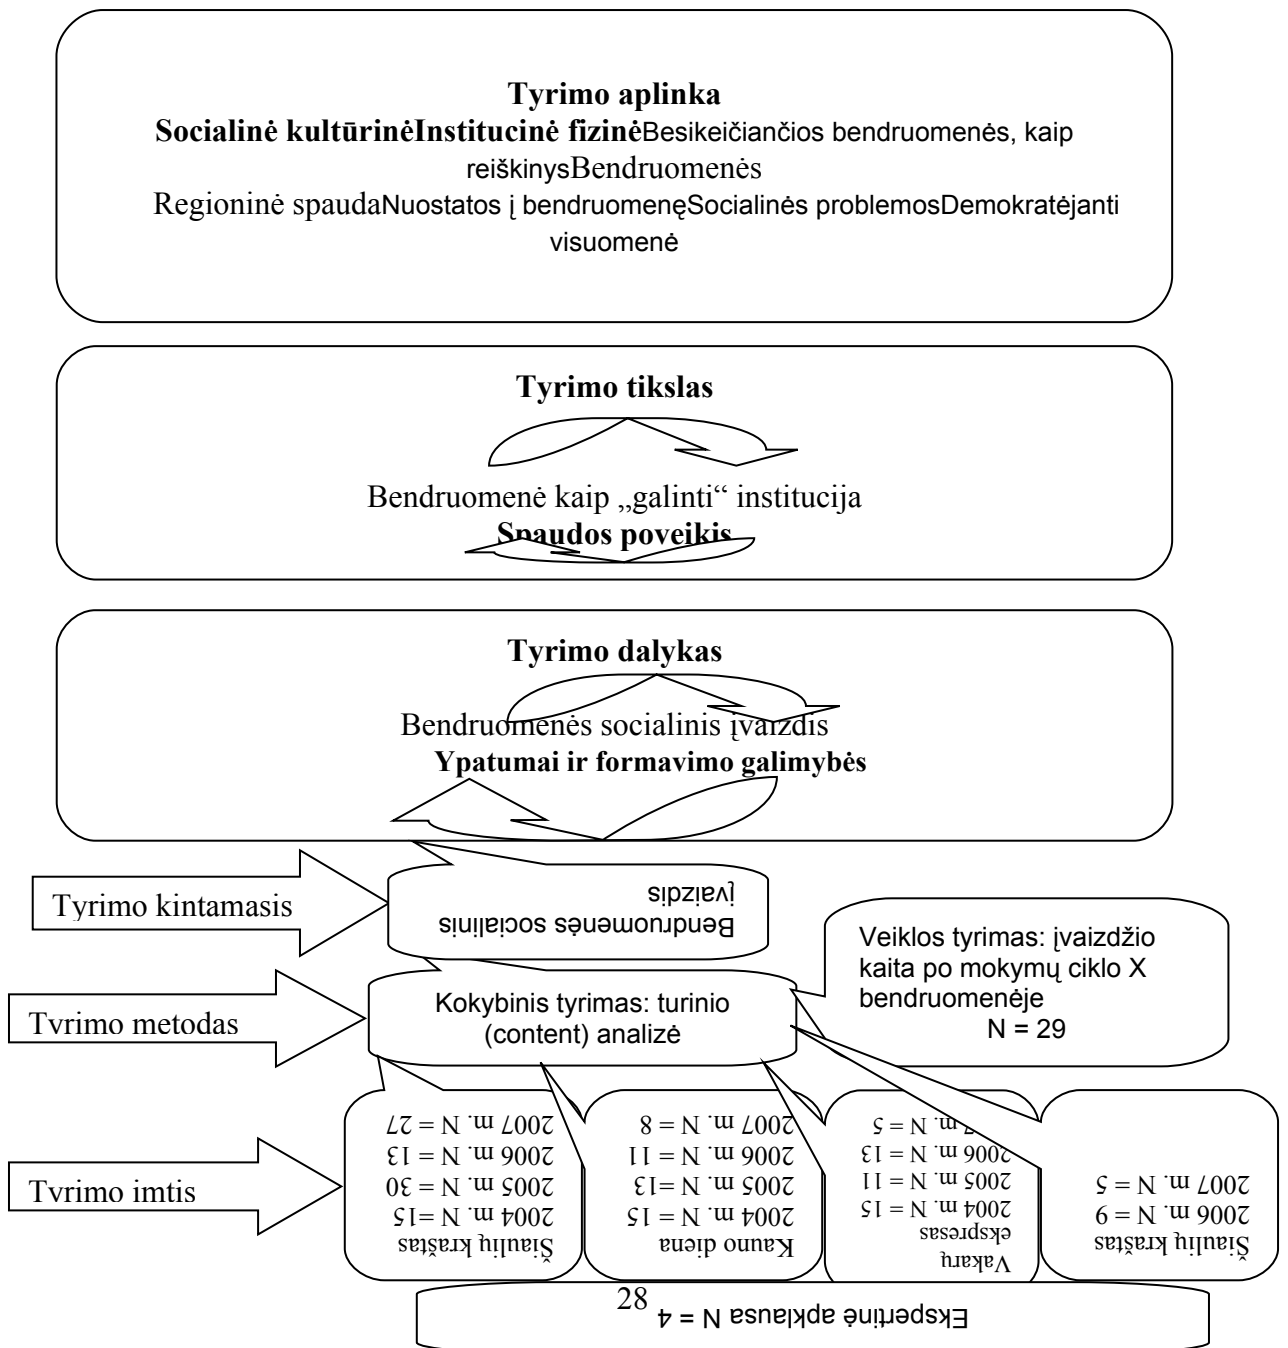 Tyrimo aplinka
Socialinė kultūrinėInstitucinė fizinėBesikeičiančios bendruomenės, kaip
reiškinysBendruomenės
Regioninė spaudaNuostatos į bendruomenęSocialinės problemosDemokratėjanti
visuomenė
Tyrimo tikslas
Bendruomenė kaip „galinti“ institucija
Spaudos poveikis
Tyrimo dalykas
Bendruomenės socialinis įvaizdis
Ypatumai ir formavimo galimybės
Tyrimo kintamasis
Bendruomenės socialinis
įvaizdis
Veiklos tyrimas: įvaizdžio
kaita po mokymų ciklo X
bendruomenėje
N = 29
Tyrimo metodas
Kokybinis tyrimas: turinio
(content) analizė
Tyrimo imtis
Šiaulių kraštas
2004 m. N=15
2005 m. N = 30
2006 m. N = 13
2007 m. N = 27
Kauno diena
2004 m. N = 15
2005 m. N =13
2006 m. N = 11
2007 m. N = 8
Vakarų
ekspresas
2004 m. N = 15
2005 m. N = 11
2006 m. N = 13
7 m. N = 5
Šiaulių kraštas
2006 m. N = 9
2007 m. N = 5
Ekspertinė apklausa N = 4
28